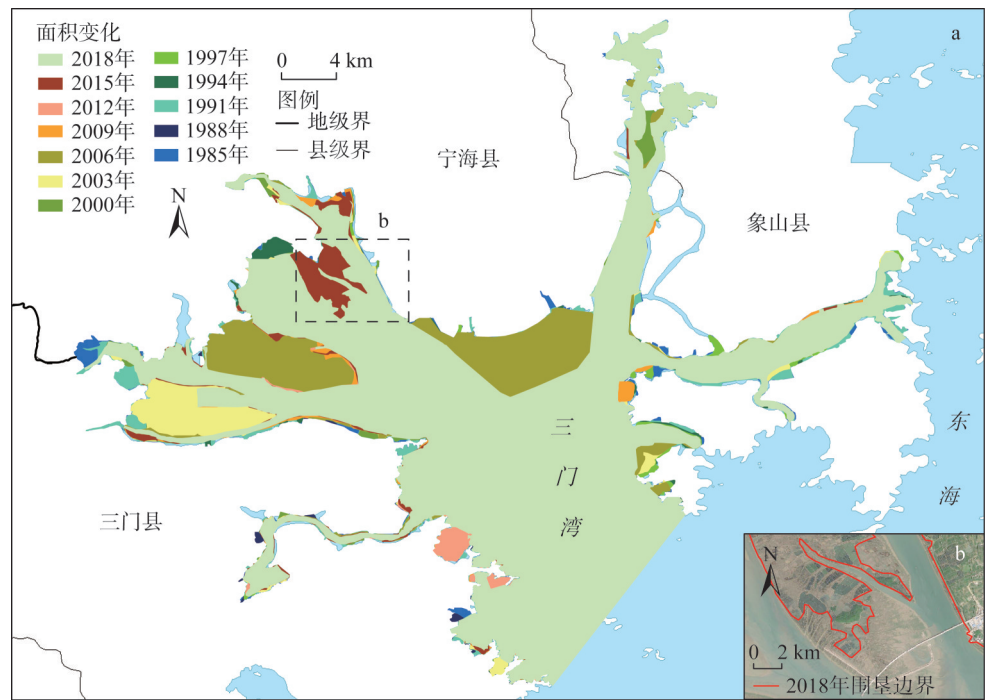 a
面积变化
2018年
2015年
2012年
2009年
2006年
2003年
2000年
1997年
1994年
1991年
1988年
1985年
0 4 km
图例
地级界
县级界
N
b
宁海县
象山县
三门县
三
门
湾
东
海
b
N
0 2 km
2018年围垦边界